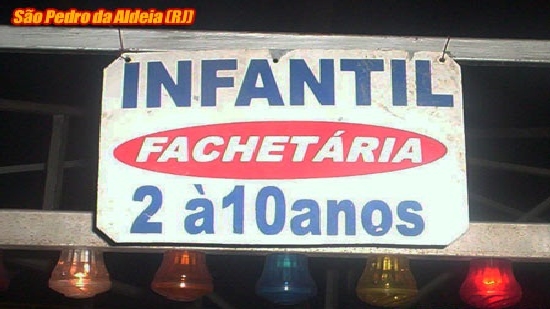 São Pedro da Aldeia (RJ)
INFANTIL
FACHETÁRIA
2 à10anos